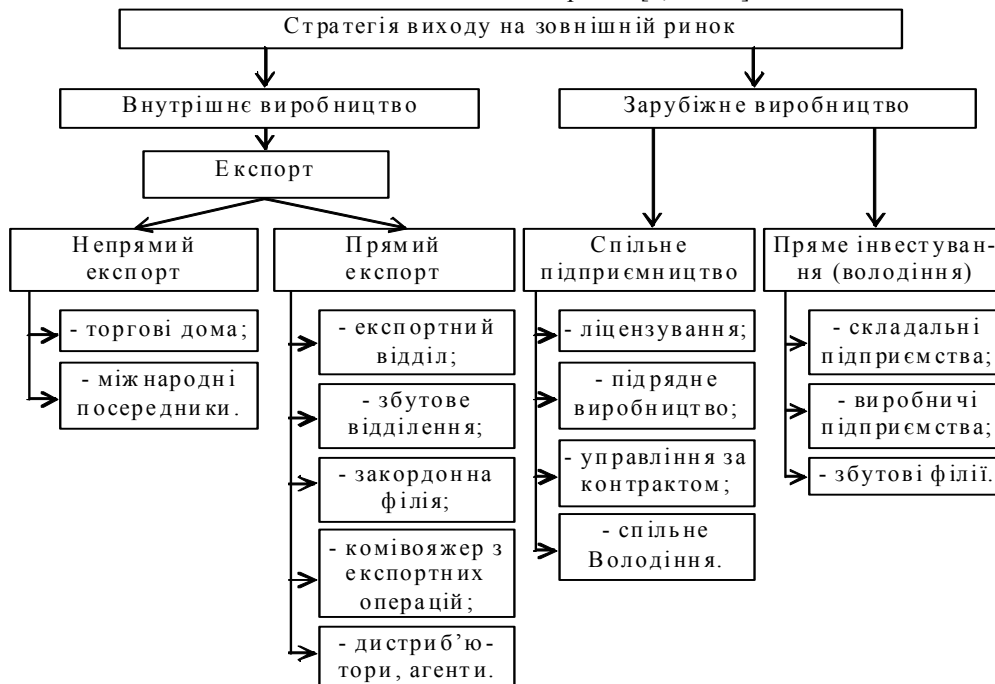 Стратегія виходу на зовнішній ринок
Внутрішнє виробництво
Зарубіжне виробництво
Експорт
Непрямий
експорт
Прямий
експорт
Спільне
підприємництво
Пряме інвестуван-
ня (володіння)
- торгові дома;
- міжнародні
посередники.
- експортний
відділ;
- збутове
відділення;
- закордонна
філія;
- комівояжер з
експортних
операцій;
- дистриб’ю-
тори, агенти.
- ліцензування;
- підрядне
виробництво;
- управління за
контрактом;
- спільне
Володіння.
- складальні
підприємства;
- виробничі
підприємства;
- збутові філії.